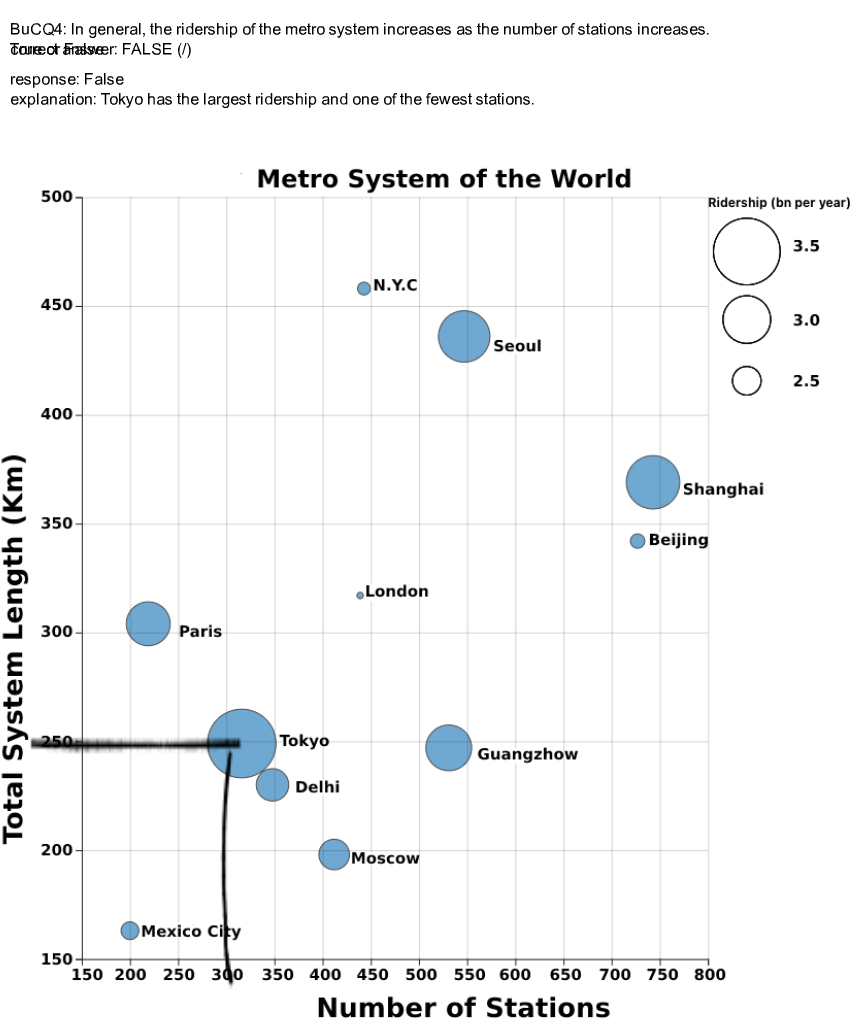 BuCQ4: In general, the ridership of the metro system increases as the number of stations increases.
True or False
correct answer: FALSE (/)
response: False
explanation: Tokyo has the largest ridership and one of the fewest stations.
Metro System of the World
Ridership (bn per year)
3.5
3.0
2.5
500
450
400
350
300
250
200
150
Total System Length (Km)
N.Y.C
Seoul
Shanghai
Beijing
London
Paris
Tokyo
Guangzhow
Delhi
Moscow
Mexico City
150 200 250 300 350 400 450 500 550 600 650 700 750 800
Number of Stations